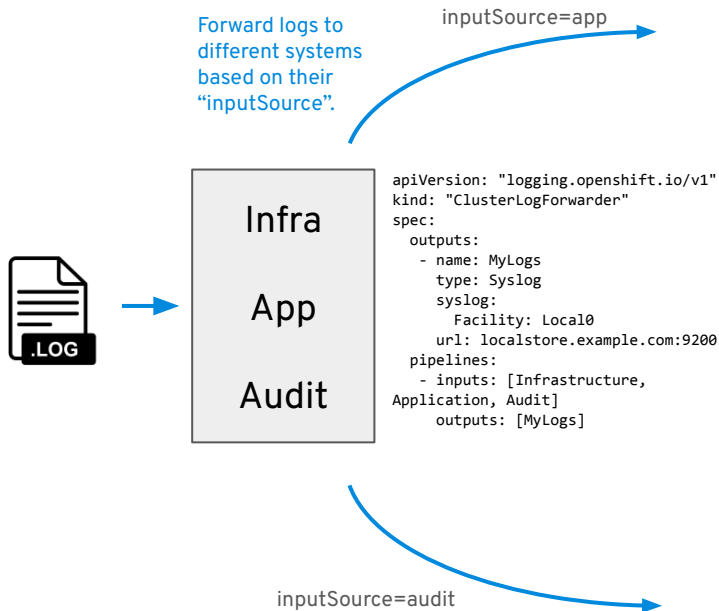 Forward logs to
different systems
based on their
“inputSource”.
inputSource=app
.LOG
Infra
App
Audit
apiVersion: "logging.openshift.io/v1"
kind: "ClusterLogForwarder"
spec:
  outputs:
   - name: MyLogs
     type: Syslog
     syslog:
       Facility: Local0
     url: localstore.example.com:9200
  pipelines:
   - inputs: [Infrastructure,
Application, Audit]
     outputs: [MyLogs]
inputSource=audit